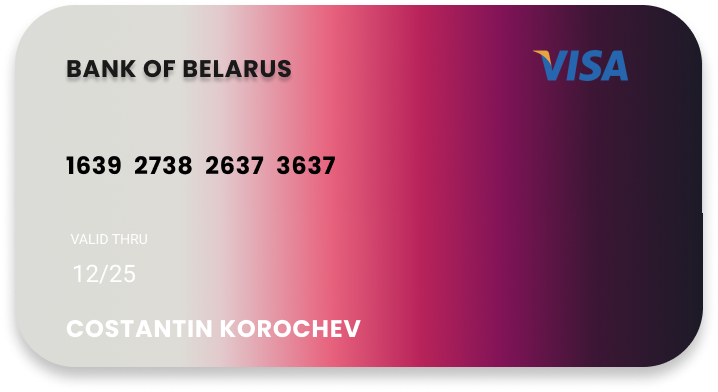 BANK OF BELARUS
VISA
1639 2738 2637 3637
VALID THRU
12/25
COSTANTIN KOROCHEV